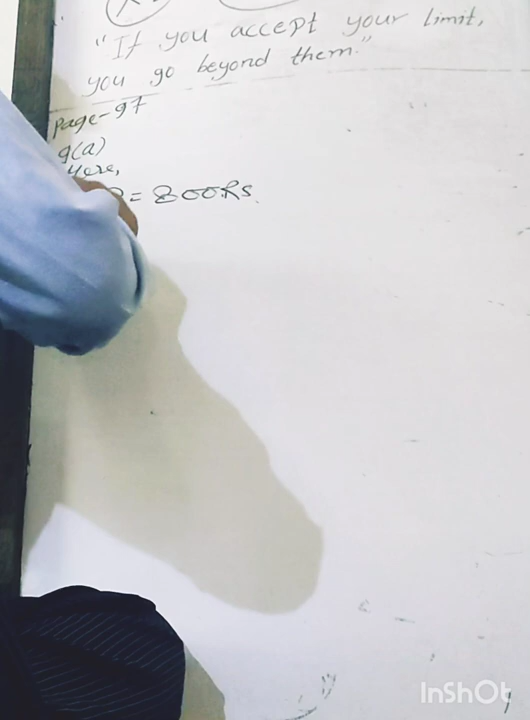 "If you accept your limit,
you go beyond them."
Page-97
9(a)
Here,
= 800Rs.
InShOt